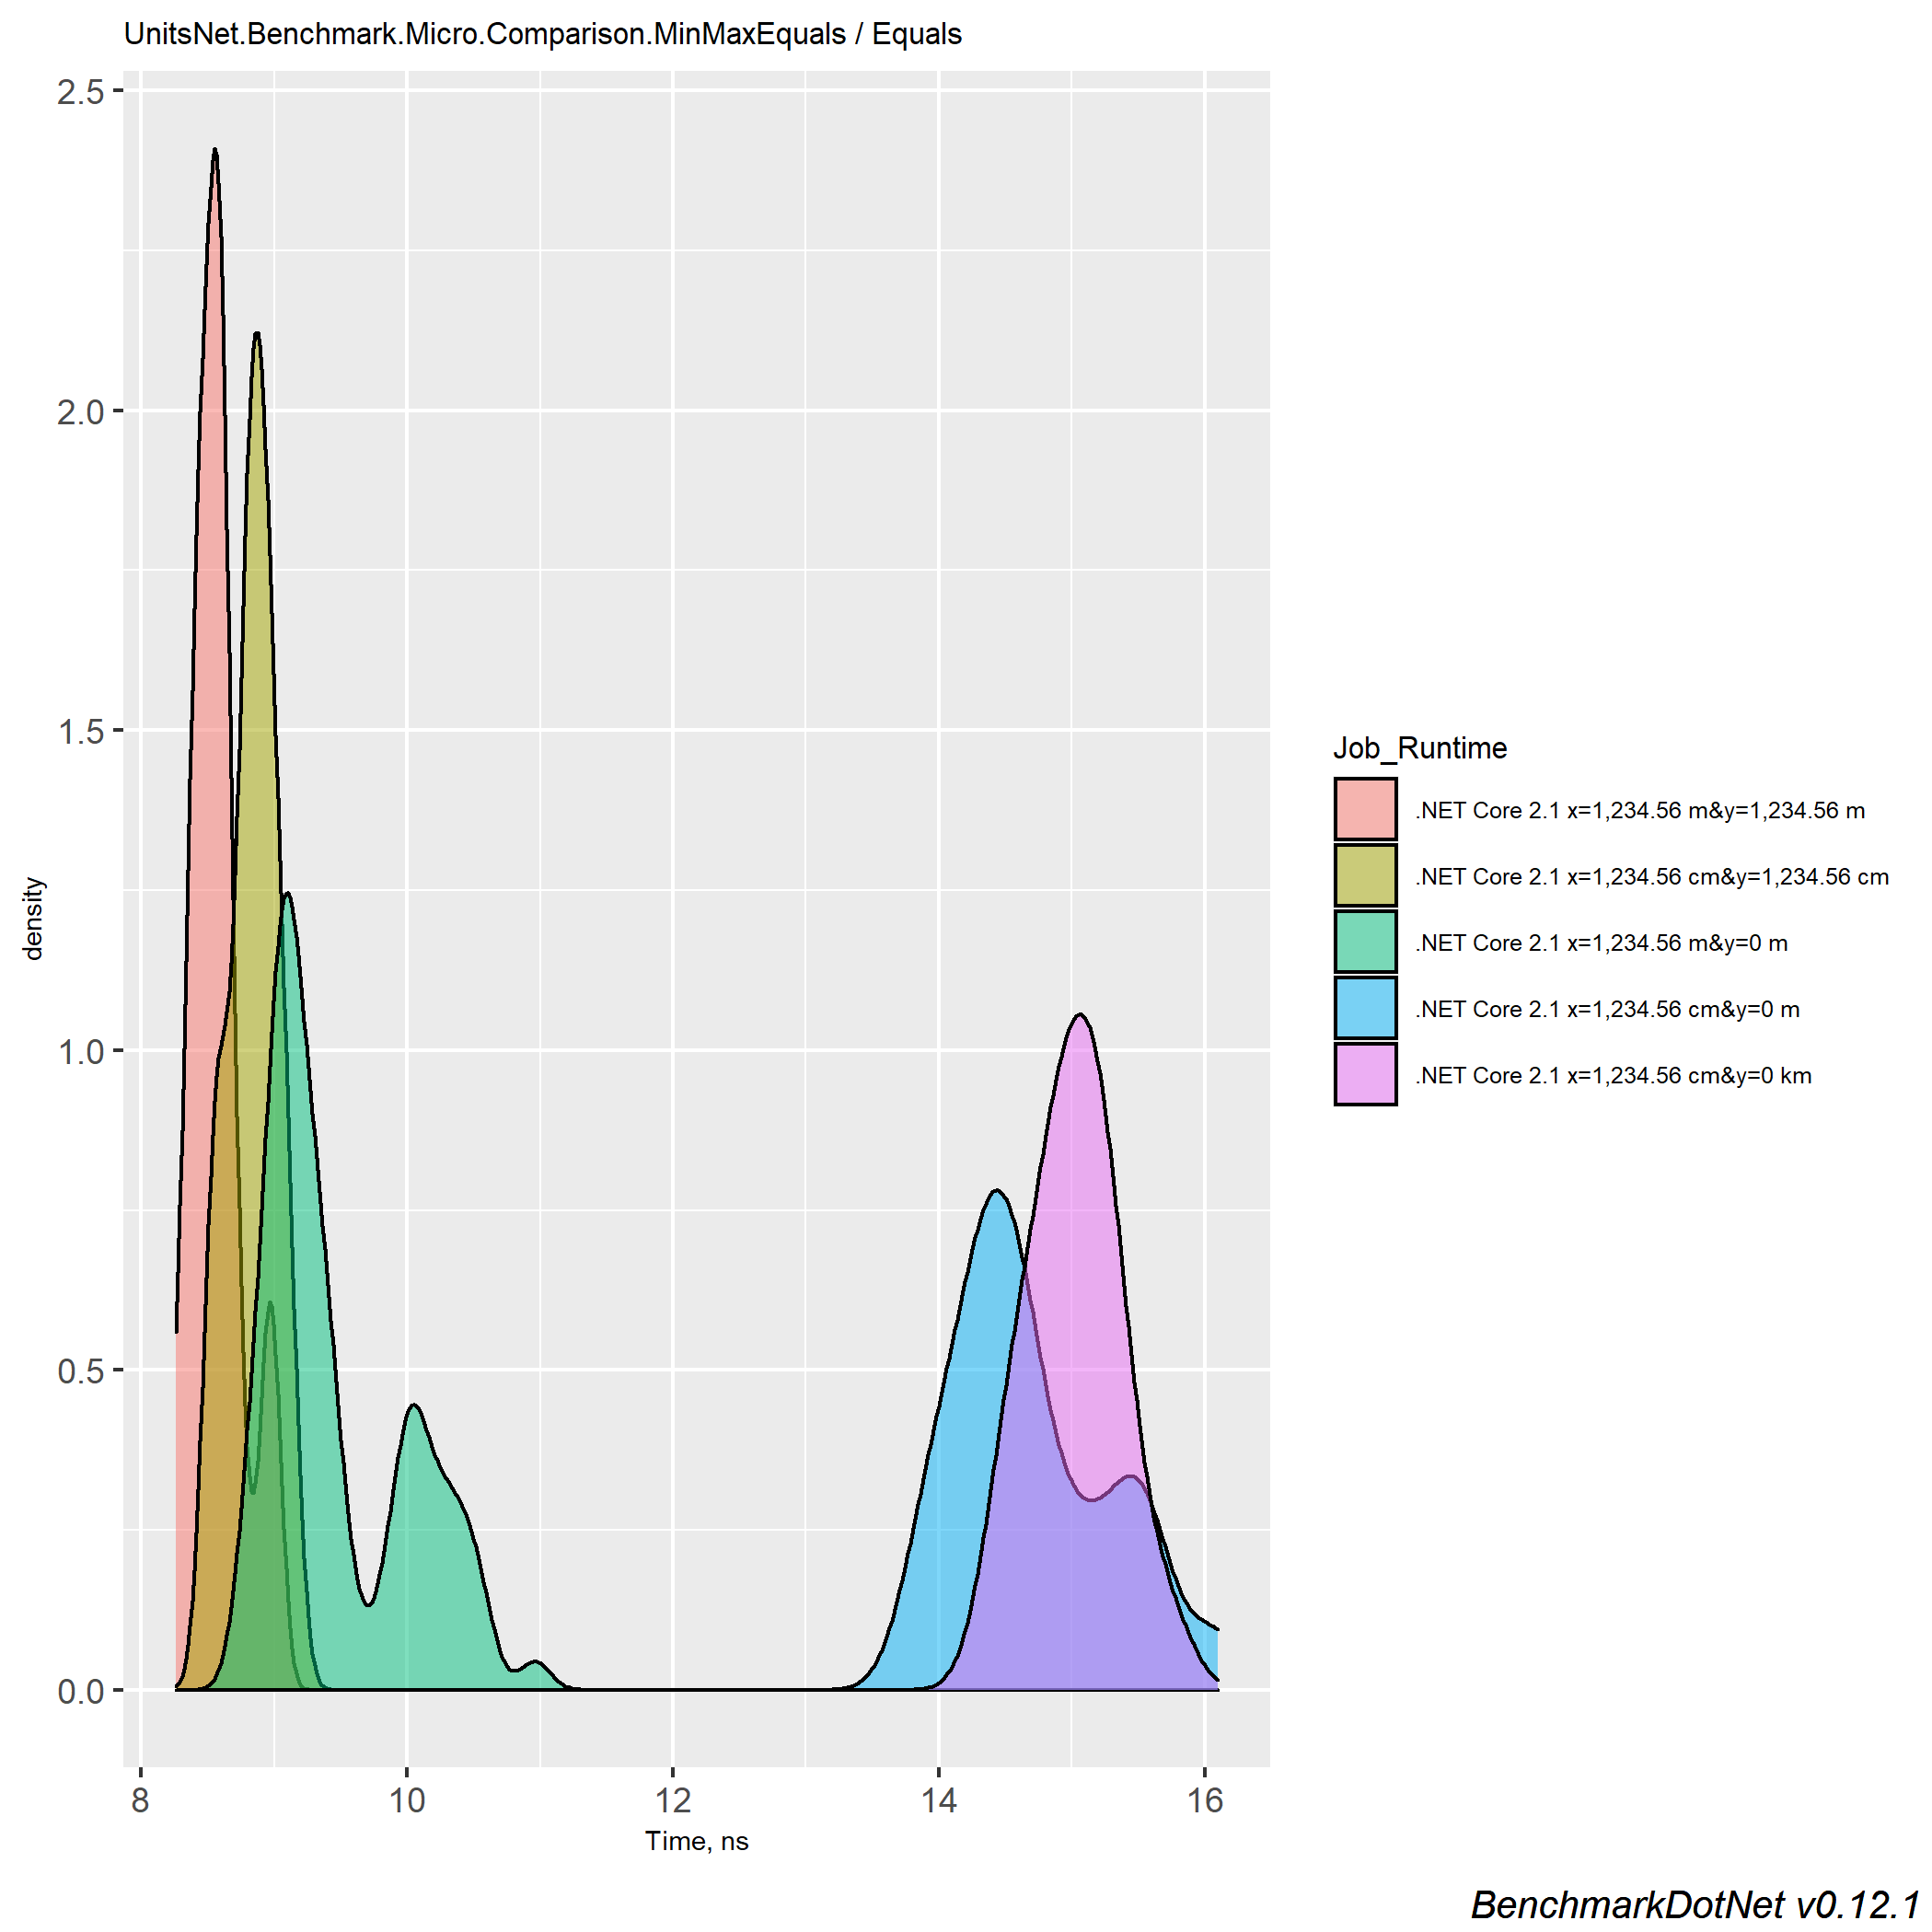 UnitsNet.Benchmark.Micro.Comparison.MinMaxEquals / Equals
2.5
2.0
1.5
1.0
0.5
0.0
density
8 10 12 14 16
Time, ns
Job_Runtime
.NET Core 2.1 x=1,234.56 m&y=1,234.56 m
.NET Core 2.1 x=1,234.56 cm&y=1,234.56 cm
.NET Core 2.1 x=1,234.56 m&y=0 m
.NET Core 2.1 x=1,234.56 cm&y=0 m
.NET Core 2.1 x=1,234.56 cm&y=0 km
BenchmarkDotNet v0.12.1